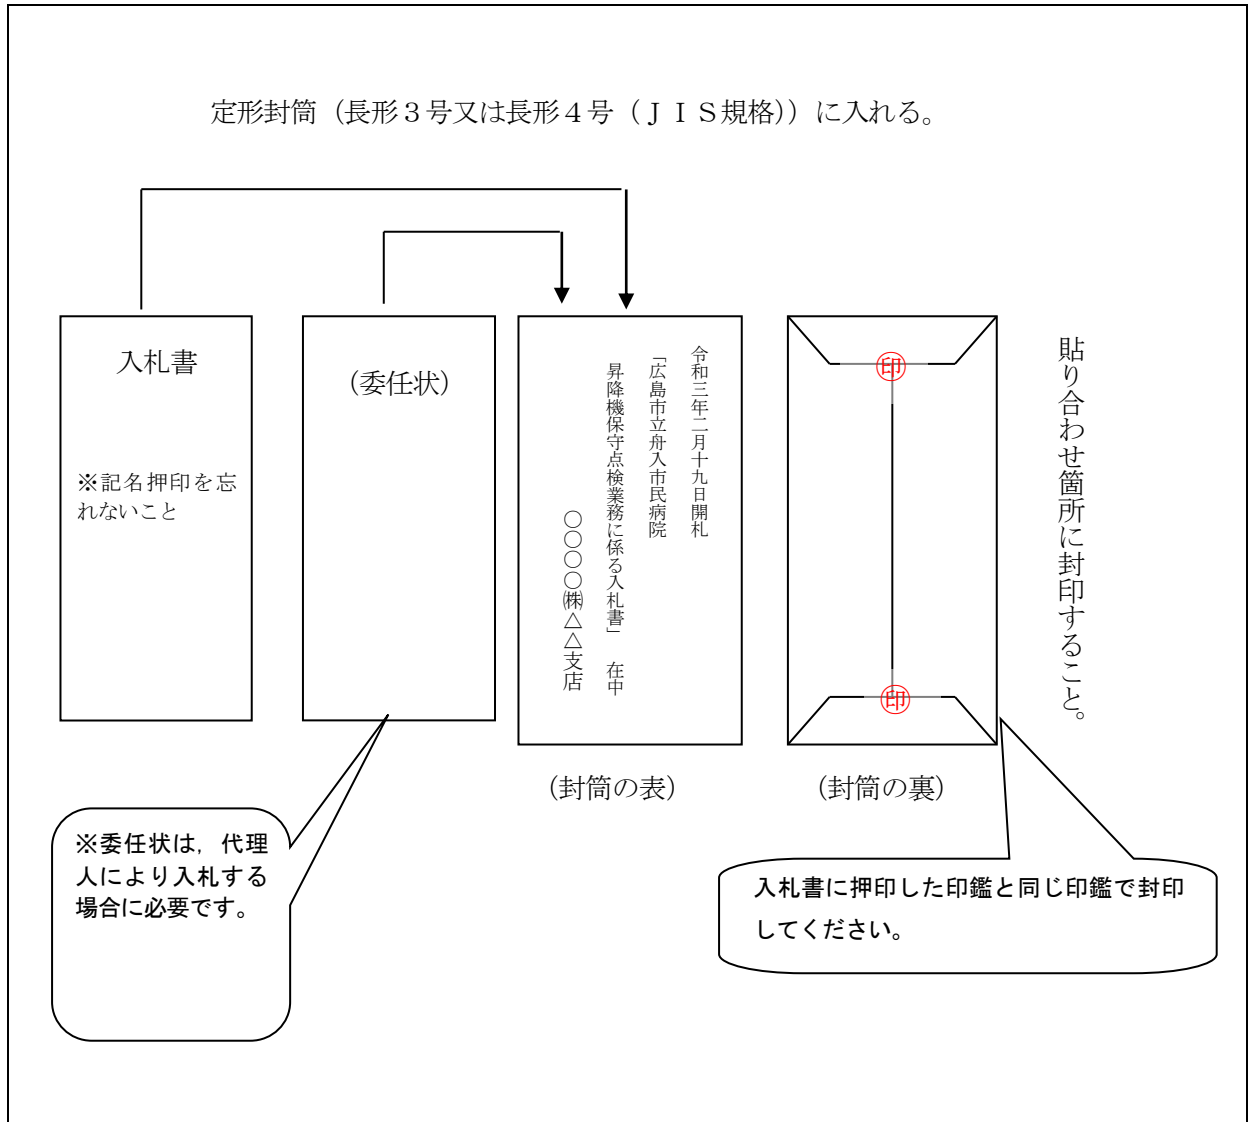 定形封筒（長形３号又は長形４号（ＪＩＳ規格））に入れる。
入札書
※記名押印を忘
れないこと
（委任状）
令和三年二月十九日開札
「広島市立舟入市民病院
昇降機保守点検業務に係る入札書」　在中
〇〇〇〇㈱△△支店
印
印
貼り合わせ箇所に封印すること。
（封筒の表）
（封筒の裏）
※委任状は，代理
人により入札する
場合に必要です。
入札書に押印した印鑑と同じ印鑑で封印
してください。